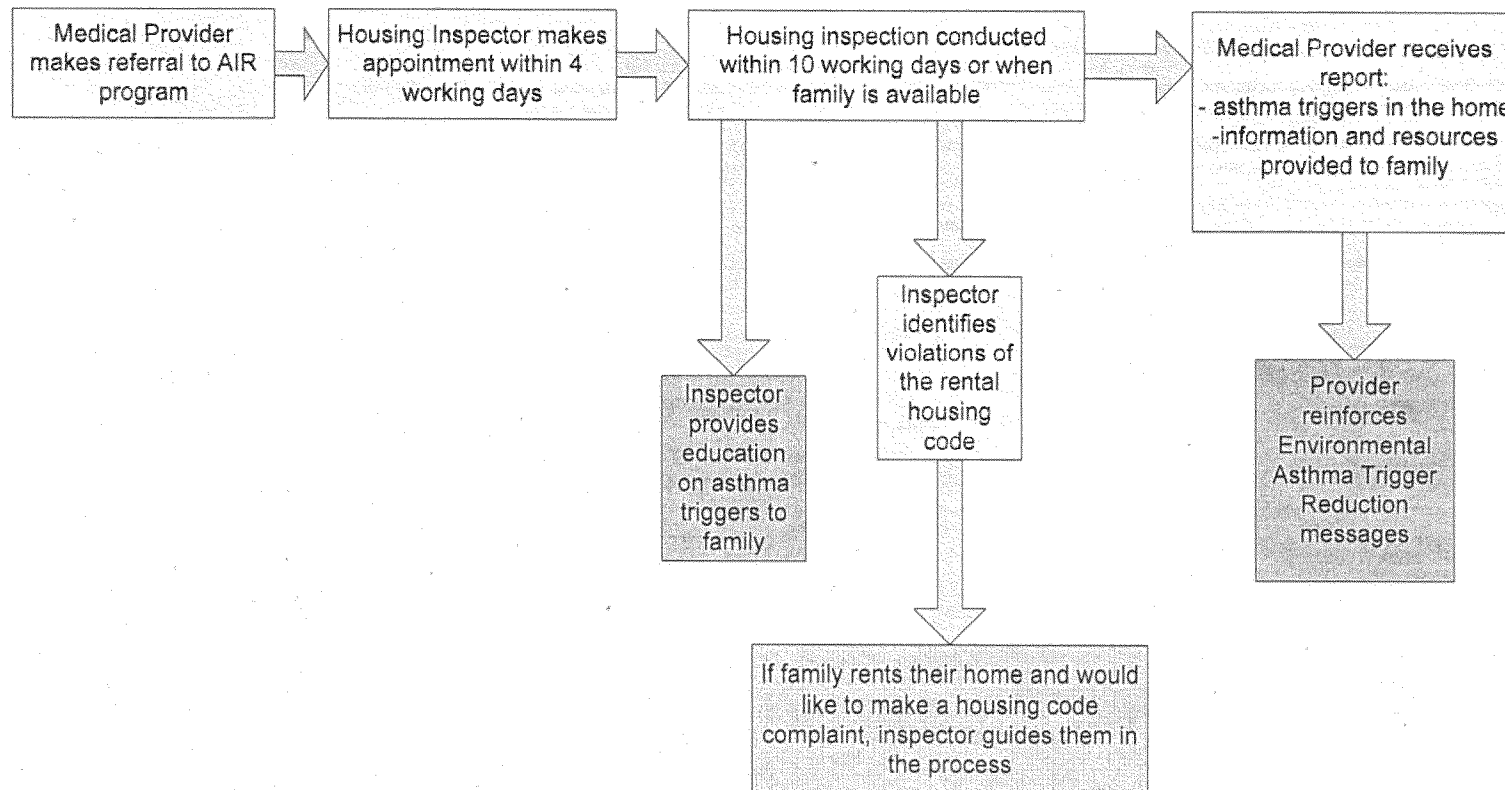 Medical Provider
makes referral to AIR
program
Housing Inspector makes
appointment within 4
working days
Housing inspection conducted
within 10 working days or when
family is available
Medical Provider receives
report:
- asthma triggers in the home
-information and resources
provided to family
Inspector
identifies
violations of
the rental
housing
code
Inspector
provides
education
on asthma
triggers to
family
Provider
reinforces
Environmental
Asthma Trigger
Reduction
messages
If family rents their home and would
like to make a housing code
complaint, inspector guides them in
the process